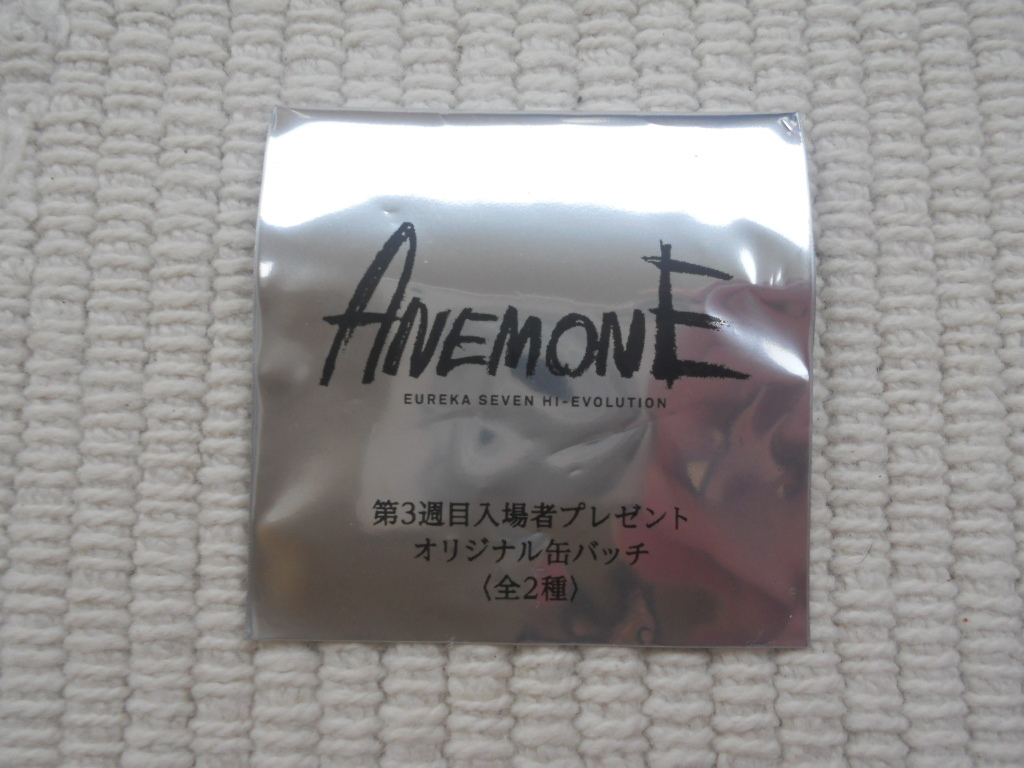 ANEMONE
EUREKA SEVEN HI-EVOLUTION
第3週目入場者プレゼント
オリジナル缶バッチ
〈全2種〉